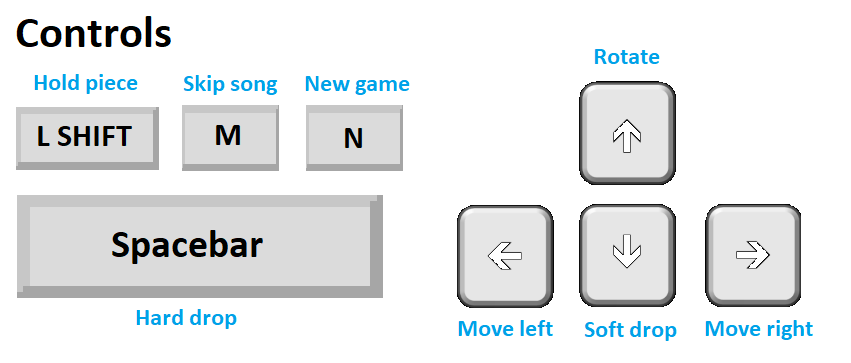 Controls
Hold piece
Skip song
New game
L SHIFT
M
N
Spacebar
Hard drop
Rotate
Move left
Soft drop
Move right